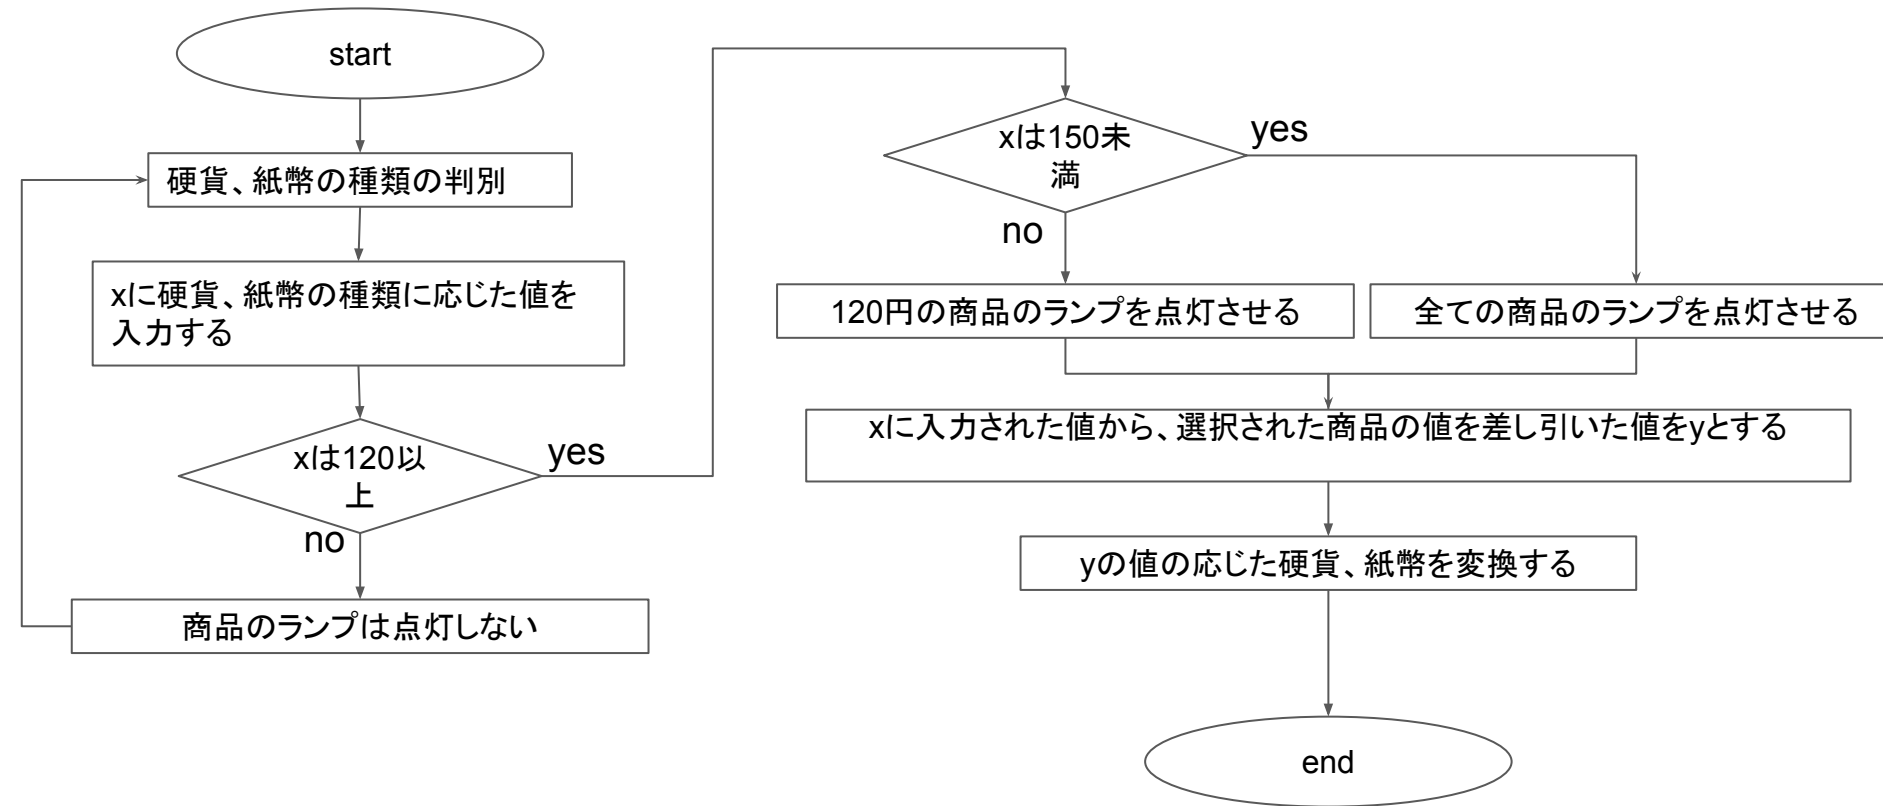 start
硬貨、紙幣の種類の判別
xに硬貨、紙幣の種類に応じた値を
入力する
xは120以
上
yes
no
商品のランプは点灯しない
xは150未
満
yes
no
120円の商品のランプを点灯させる
全ての商品のランプを点灯させる
xに入力された値から、選択された商品の値を差し引いた値をyとする
yの値の応じた硬貨、紙幣を変換する
end